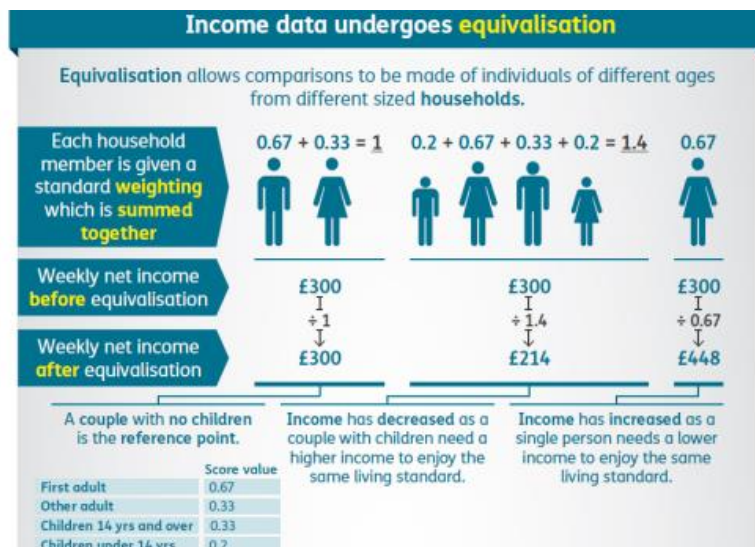 Income data undergoes equivalisation
Equivalisation allows comparisons to be made of individuals of different ages
from different sized households.
Each household
member is given a
standard weighting
which is summed
together
0.67 + 0.33 = 1
0.2 + 0.67 + 0.33 + 0.2 = 1.4
0.67
Weekly net income
before equivalisation
£300
£300
£300
÷ 1
÷ 1.4
÷ 0.67
Weekly net income
after equivalisation
£300
£214
£448
A couple with no children
is the reference point.
Income has decreased as a
couple with children need a
higher income to enjoy the
same living standard.
Income has increased as a
single person needs a lower
income to enjoy the same
living standard.
Score value
First adult 0.67
Other adult 0.33
Children 14 yrs and over 0.33
Children under 14 yrs 0.2